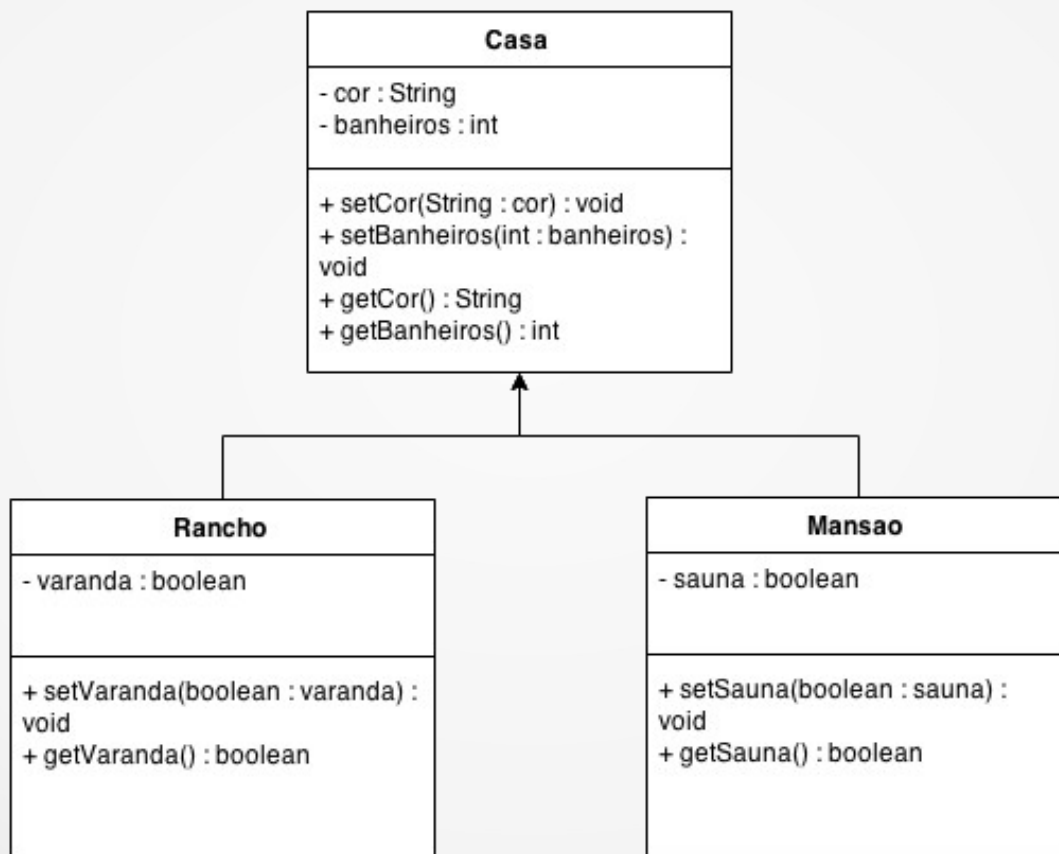 Casa
- cor : String
- banheiros : int
+ setCor(String : cor) : void
+ setBanheiros(int : banheiros) :
void
+ getCor() : String
+ getBanheiros() : int
Rancho
- varanda : boolean
+ setVaranda(boolean : varanda) :
void
+ getVaranda() : boolean
Mansao
- sauna : boolean
+ setSauna(boolean : sauna) :
void
+ getSauna() : boolean